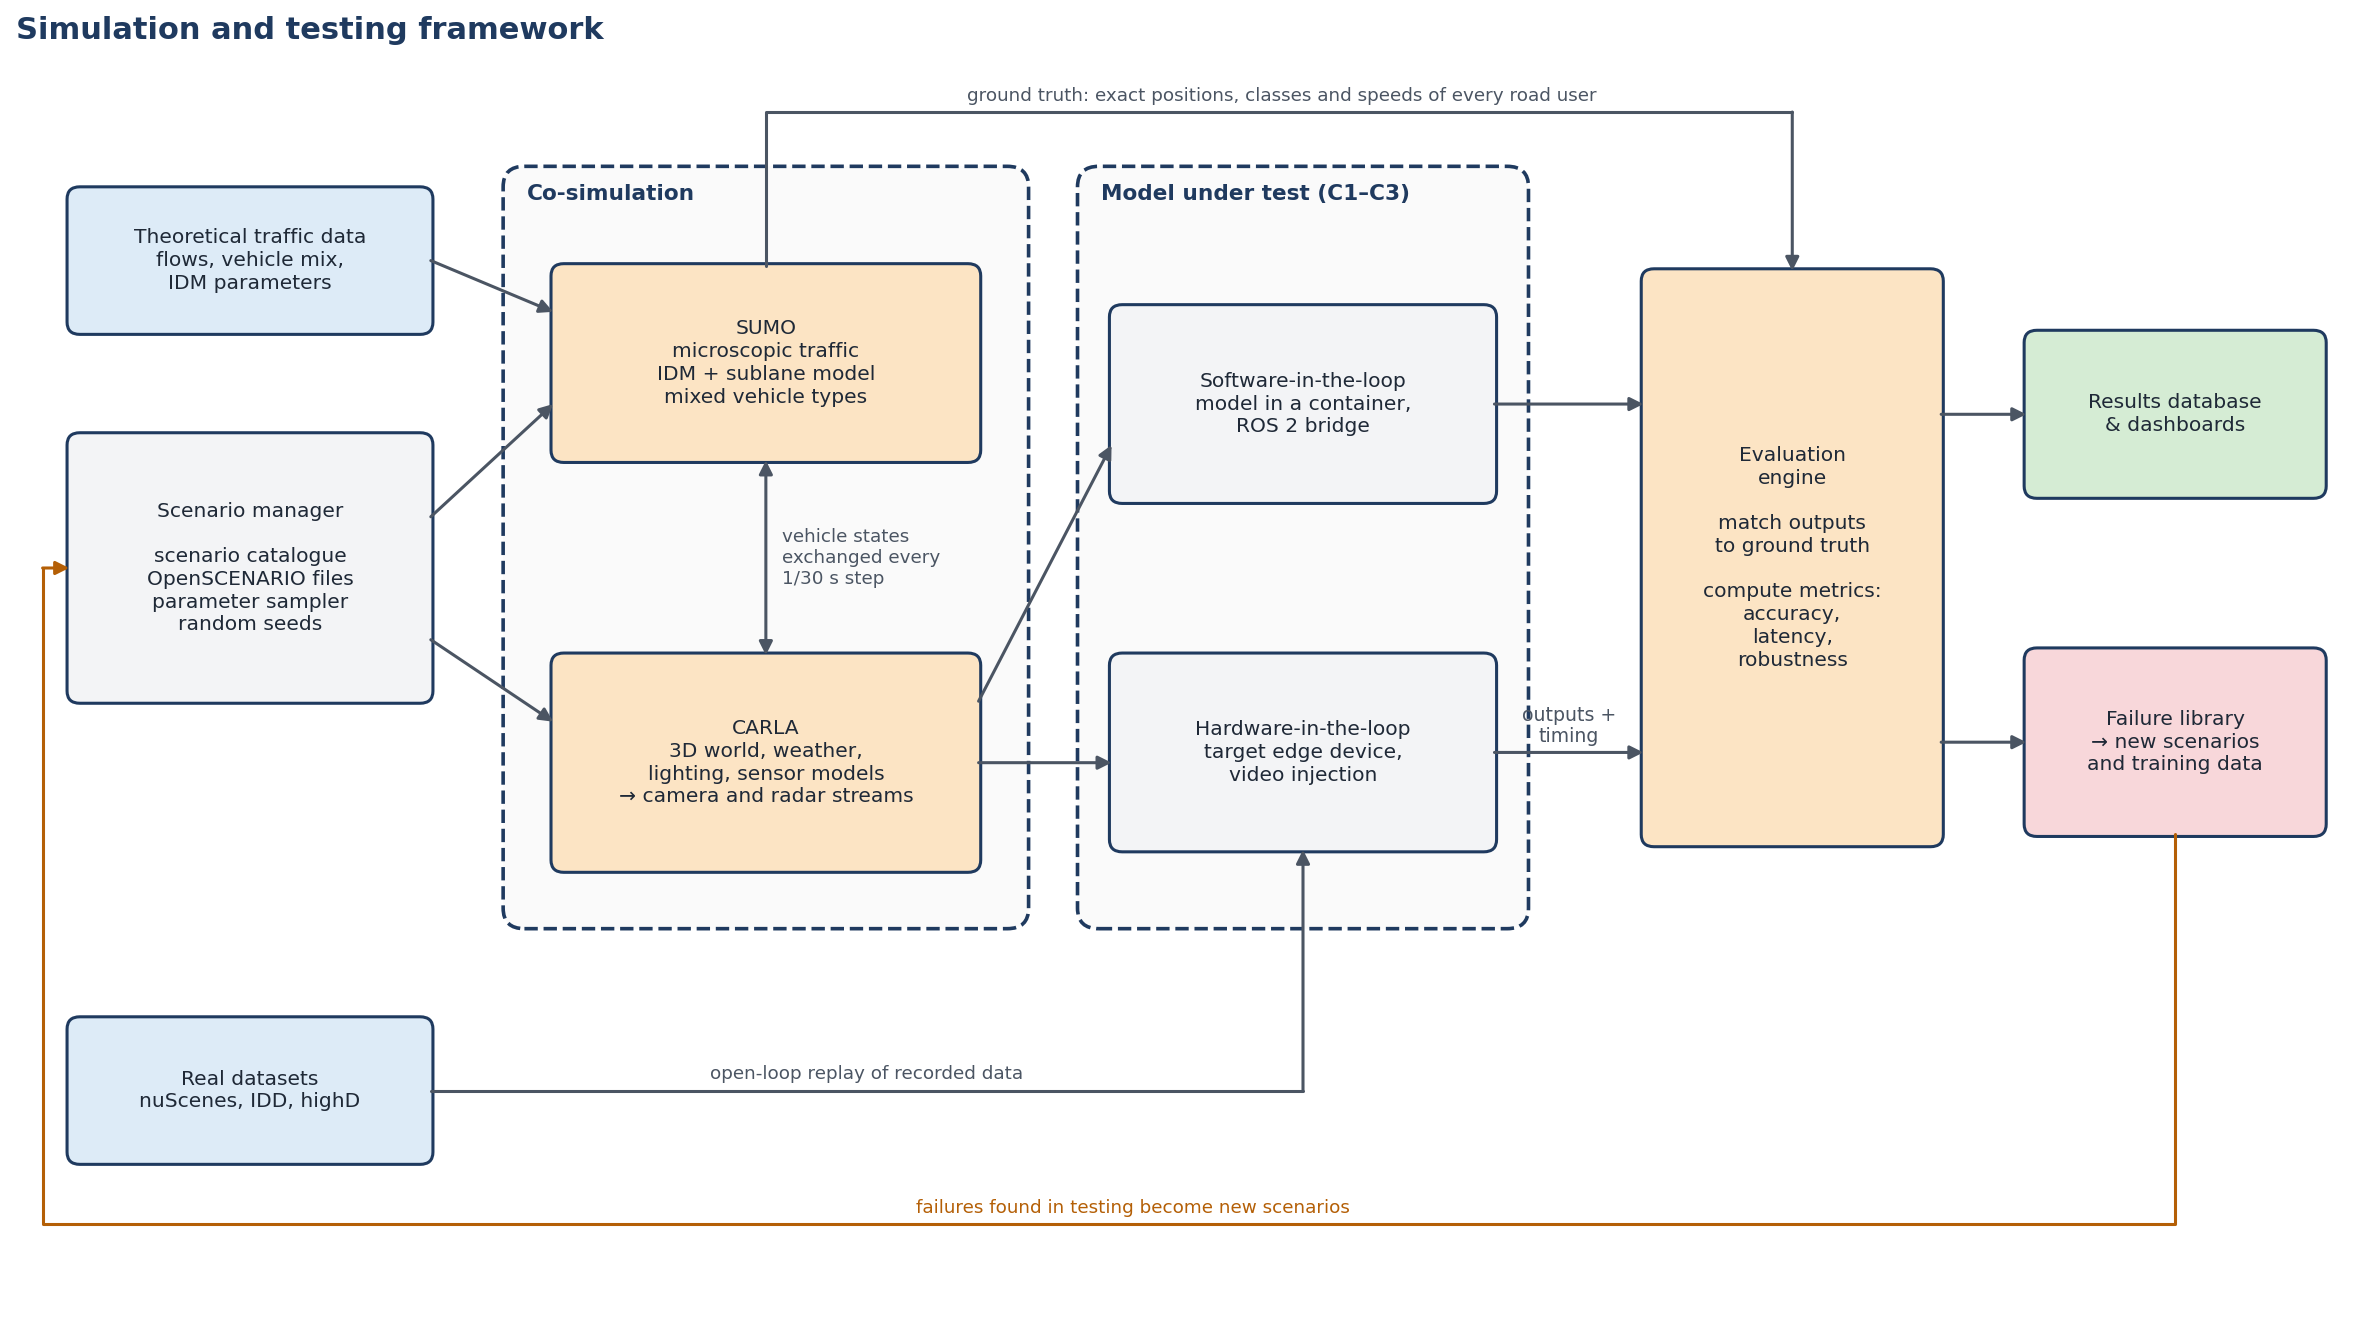 Simulation and testing framework
ground truth: exact positions, classes and speeds of every road user
Theoretical traffic data
flows, vehicle mix,
IDM parameters
Scenario manager
scenario catalogue
OpenSCENARIO files
parameter sampler
random seeds
Co-simulation
SUMO
microscopic traffic
IDM + sublane model
mixed vehicle types
vehicle states
exchanged every
1/30 s step
CARLA
3D world, weather,
lighting, sensor models
→ camera and radar streams
Model under test (C1–C3)
Software-in-the-loop
model in a container,
ROS 2 bridge
Hardware-in-the-loop
target edge device,
video injection
outputs +
timing
Evaluation
engine
match outputs
to ground truth
compute metrics:
accuracy,
latency,
robustness
Results database
& dashboards
Failure library
→ new scenarios
and training data
Real datasets
nuScenes, IDD, highD
open-loop replay of recorded data
failures found in testing become new scenarios